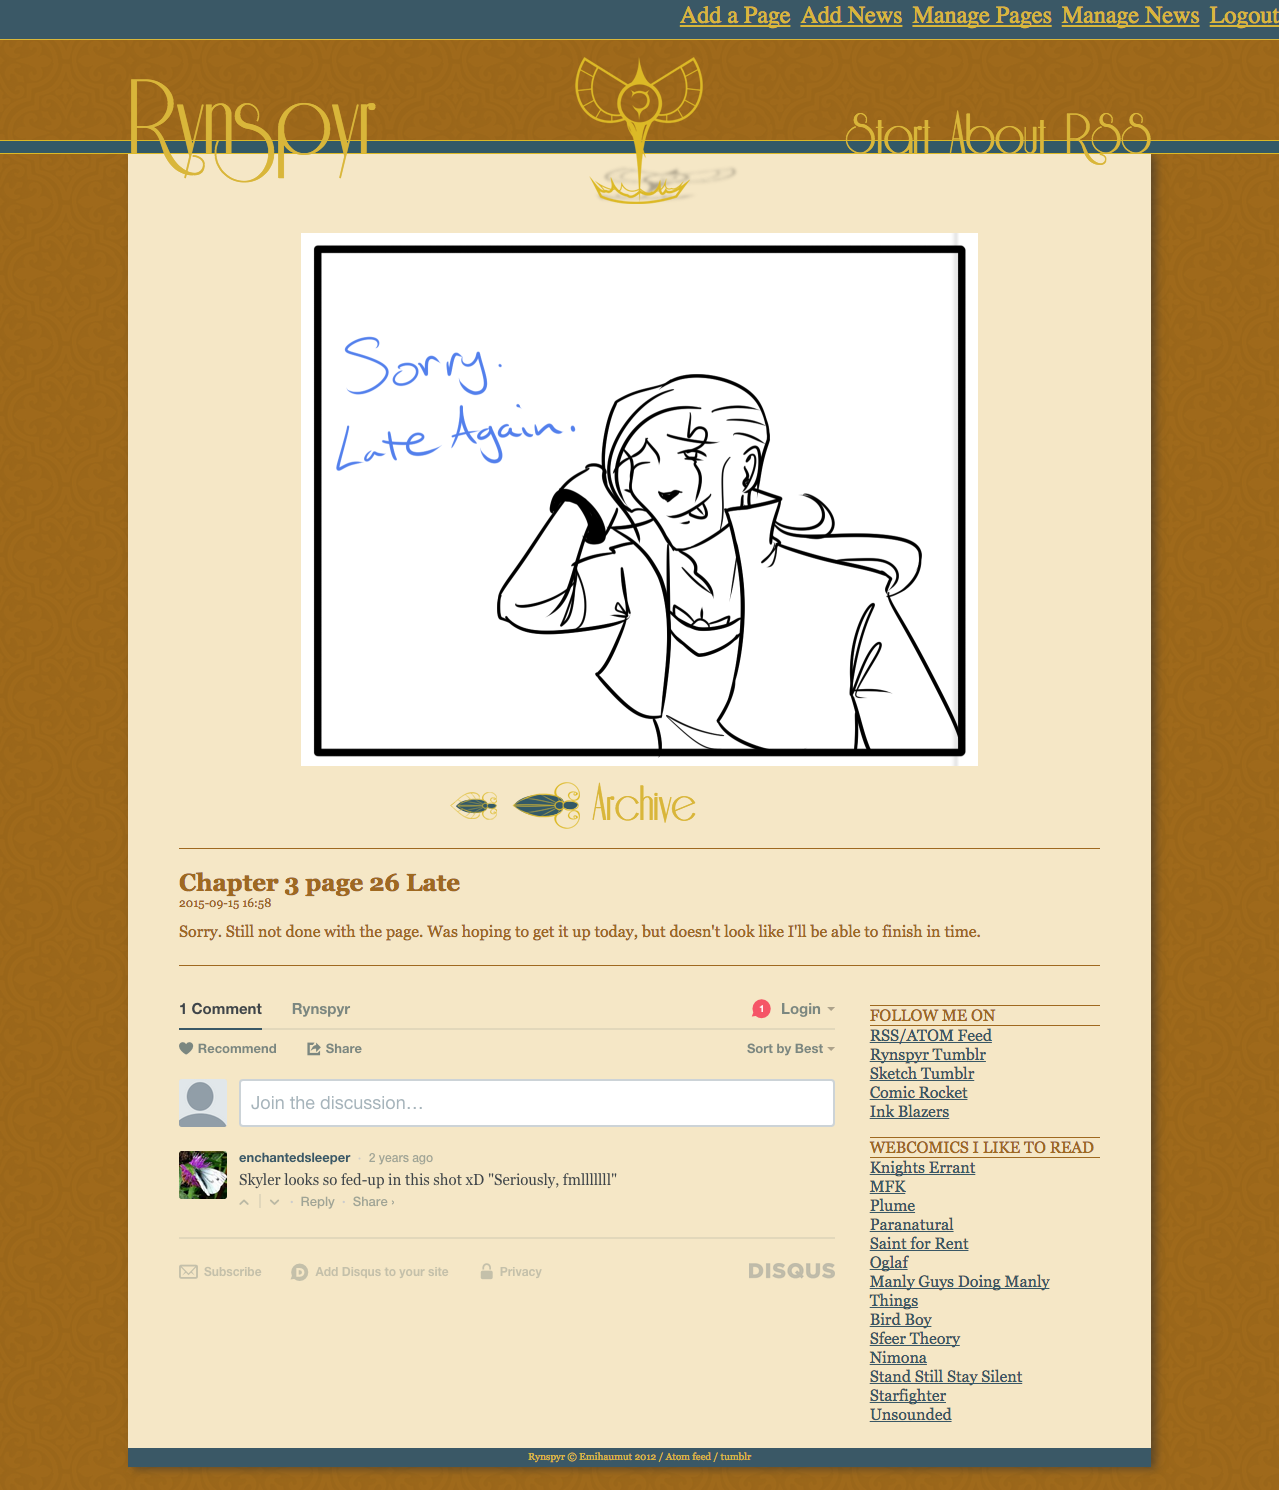 Add a Page Add News Manage Pages Manage News Logout
Rynspyr
Start About RSS
Sorry.
Late Again.
Archive
Chapter 3 page 26 Late
2015-09-15 16:58
Sorry. Still not done with the page. Was hoping to get it up today, but doesn't look like I'll be able to finish in time.
1 Comment Rynspyr 1 Login
Recommend Share Sort by Best
Join the discussion…
enchantedsleeper · 2 years ago
Skyler looks so fed-up in this shot xD "Seriously, fmlllllll"
· Reply · Share ›
Subscribe Add Disqus to your site Privacy DISQUS
FOLLOW ME ON
RSS/ATOM Feed
Rynspyr Tumblr
Sketch Tumblr
Comic Rocket
Ink Blazers
WEBCOMICS I LIKE TO READ
Knights Errant
MFK
Plume
Paranatural
Saint for Rent
Oglaf
Manly Guys Doing Manly
Things
Bird Boy
Sfeer Theory
Nimona
Stand Still Stay Silent
Starfighter
Unsounded
Rynspyr © Emihaumut 2012 / Atom feed / tumblr